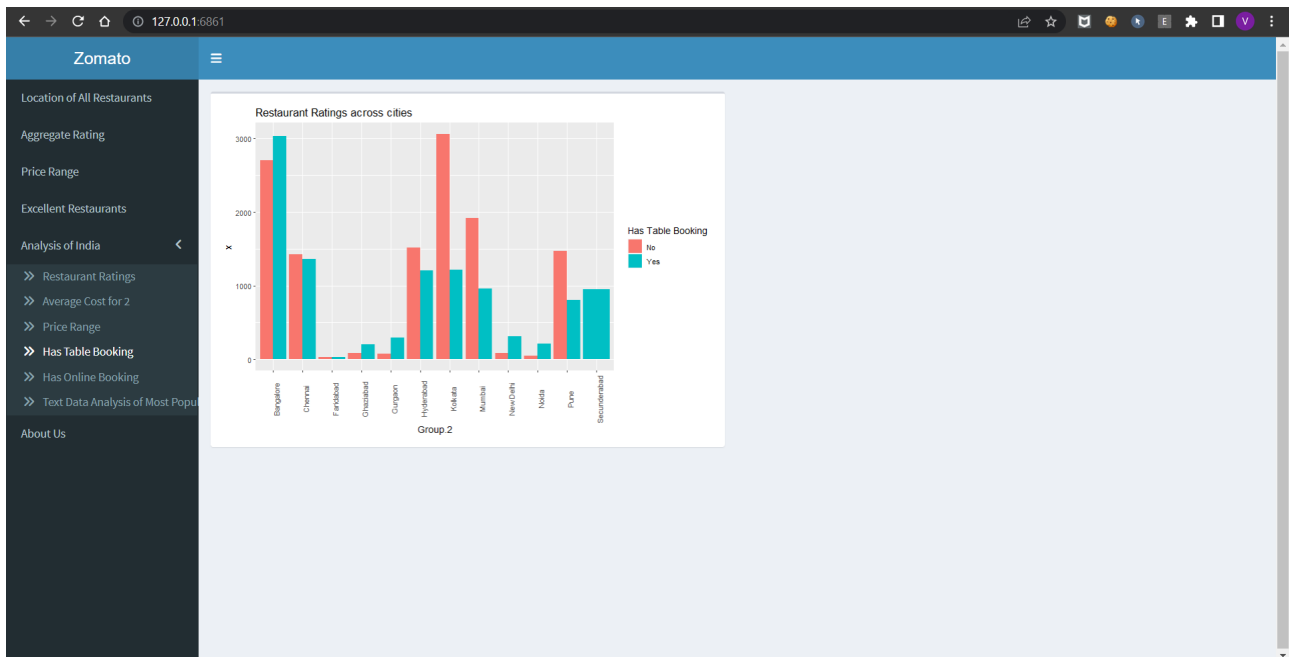 127.0.0.1:6861
E
V
Zomato
Location of All Restaurants
Aggregate Rating
Price Range
Excellent Restaurants
Analysis of India
Restaurant Ratings
Average Cost for 2
Price Range
Has Table Booking
Has Online Booking
Text Data Analysis of Most Popul
About Us
Restaurant Ratings across cities
3000
2000
1000
0
x
Bangalore
Chennai
Faridabad
Ghaziabad
Gurgaon
Hyderabad
Kolkata
Mumbai
New Delhi
Noida
Pune
Secunderabad
Group.2
Has Table Booking
No
Yes